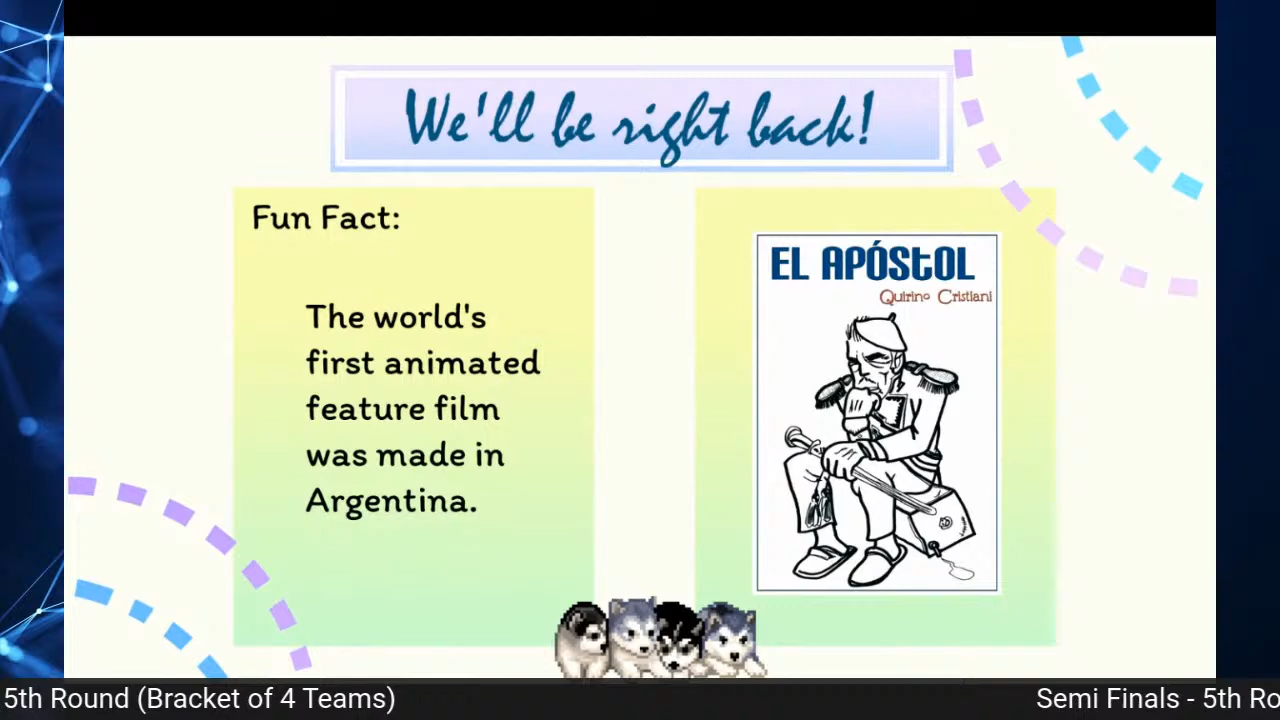 We'll be right back!
Fun Fact:
The world's
first animated
feature film
was made in
Argentina.
EL APÓStOL
Quirino Cristiani
5th Round (Bracket of 4 Teams)
Semi Finals - 5th Ro